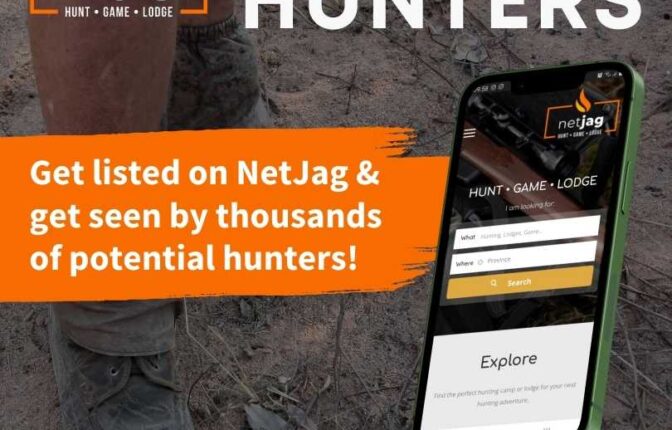 HUNTERS
HUNT • GAME • LODGE
Get listed on NetJag &
get seen by thousands
of potential hunters!
9:58
netjag
HUNT • GAME • LODGE
HUNT • GAME • LODGE
I am looking for:
What Hunting, Lodges, Game...
Where Province
Search
Explore
Find the perfect hunting camp or lodge for your next
hunting adventure.